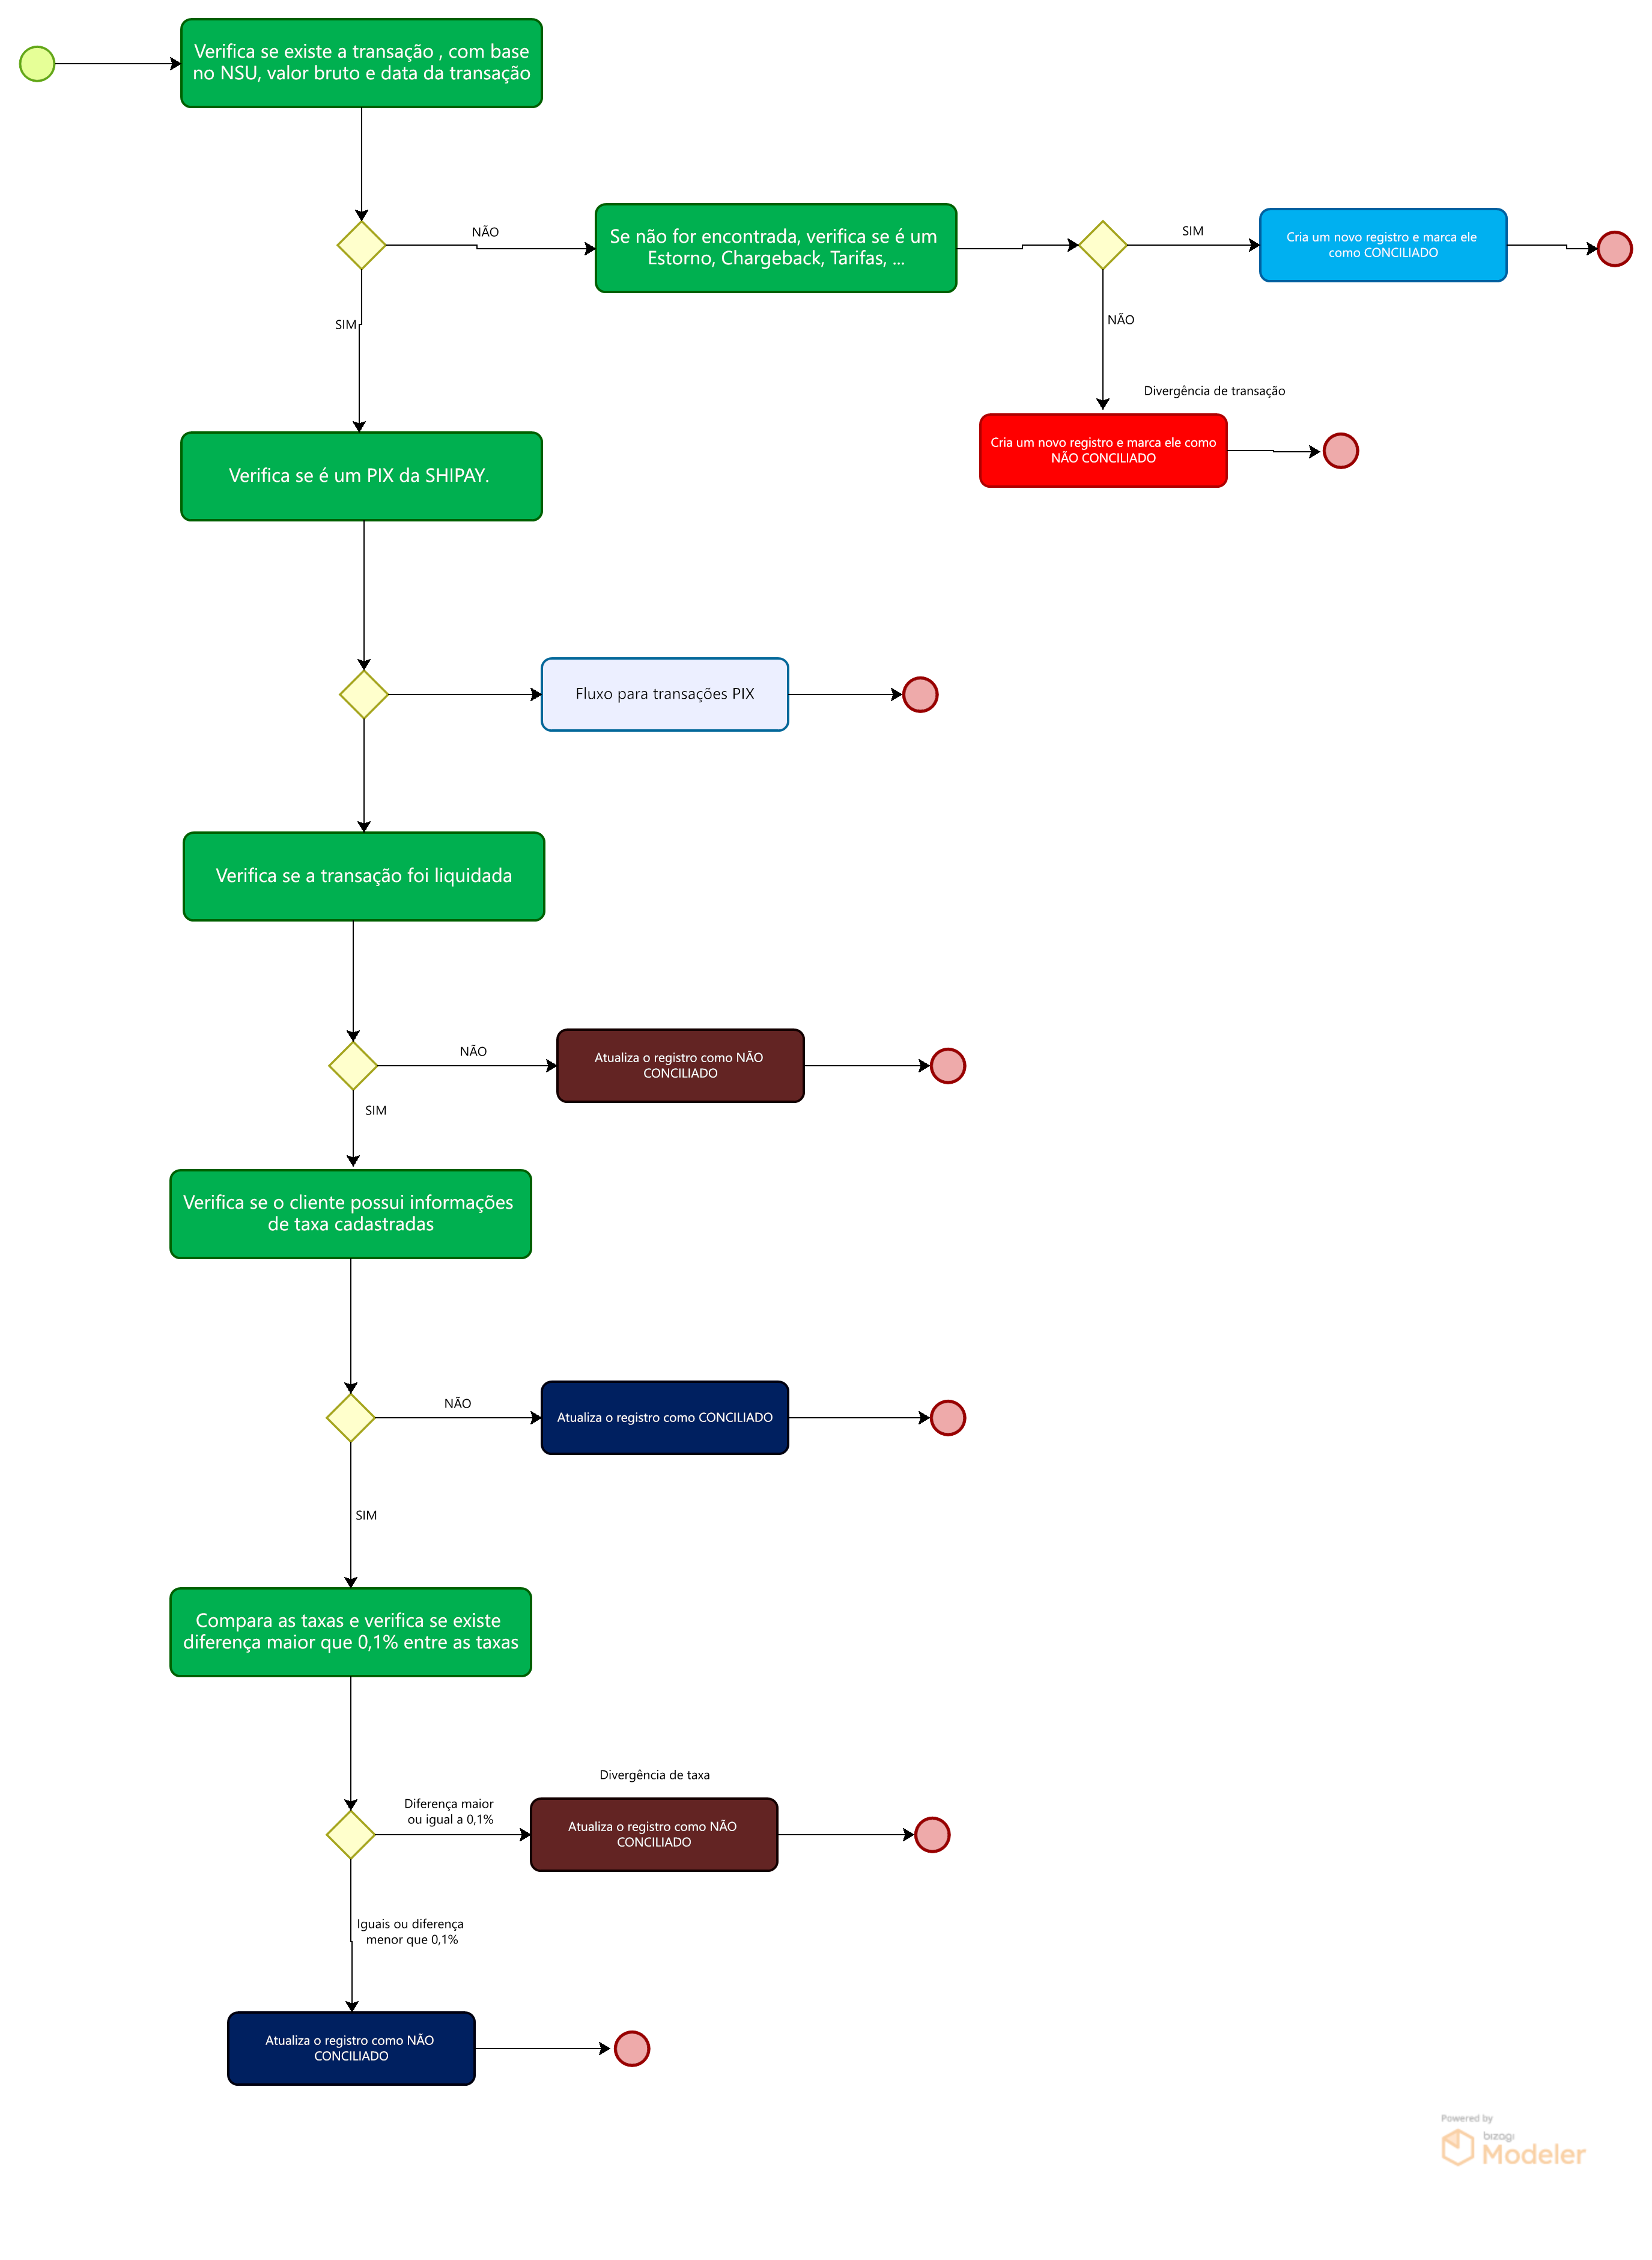 Verifica se existe a transação , com base
no NSU, valor bruto e data da transação
NÃO
Se não for encontrada, verifica se é um
Estorno, Chargeback, Tarifas, ...
SIM
Cria um novo registro e marca ele
como CONCILIADO
SIM
NÃO
Divergência de transação
Cria um novo registro e marca ele como
NÃO CONCILIADO
Verifica se é um PIX da SHIPAY.
Fluxo para transações PIX
Verifica se a transação foi liquidada
NÃO
Atualiza o registro como NÃO
CONCILIADO
SIM
Verifica se o cliente possui informações
de taxa cadastradas
NÃO
Atualiza o registro como CONCILIADO
SIM
Compara as taxas e verifica se existe
diferença maior que 0,1% entre as taxas
Divergência de taxa
Diferença maior
ou igual a 0,1%
Atualiza o registro como NÃO
CONCILIADO
Iguais ou diferença
menor que 0,1%
Atualiza o registro como NÃO
CONCILIADO
Powered by
bizagi
Modeler